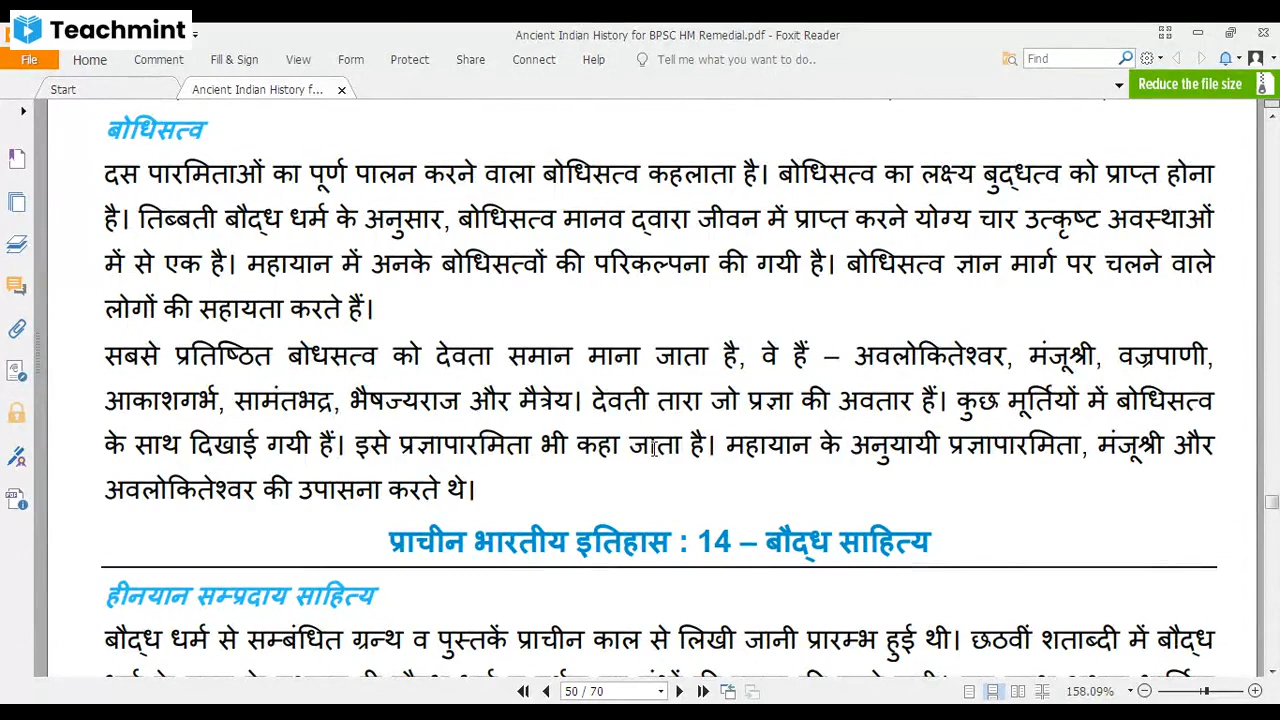 Teachmint
Ancient Indian History for BPSC HM Remedial.pdf - Foxit Reader
File Home Comment Fill & Sign View Form Protect Share Connect Help Tell me what you want to do.. Find
Start Ancient Indian History f... Reduce the file size
बोधिसत्व
दस पारमिताओं का पूर्ण पालन करने वाला बोधिसत्व कहलाता है। बोधिसत्व का लक्ष्य बुद्धत्व को प्राप्त होना
है। तिब्बती बौद्ध धर्म के अनुसार, बोधिसत्व मानव द्वारा जीवन में प्राप्त करने योग्य चार उत्कृष्ट अवस्थाओं
में से एक है। महायान में अनके बोधिसत्वों की परिकल्पना की गयी है। बोधिसत्व ज्ञान मार्ग पर चलने वाले
लोगों की सहायता करते हैं।
सबसे प्रतिष्ठित बोधसत्व को देवता समान माना जाता है, वे हैं – अवलोकितेश्वर, मंजूश्री, वज्रपाणी,
आकाशगर्भ, सामंतभद्र, भैषज्यराज और मैत्रेय। देवती तारा जो प्रज्ञा की अवतार हैं। कुछ मूर्तियों में बोधिसत्व
के साथ दिखाई गयी हैं। इसे प्रज्ञापारमिता भी कहा जाता है। महायान के अनुयायी प्रज्ञापारमिता, मंजूश्री और
अवलोकितेश्वर की उपासना करते थे।
प्राचीन भारतीय इतिहास : 14 – बौद्ध साहित्य
हीनयान सम्प्रदाय साहित्य
बौद्ध धर्म से सम्बंधित ग्रन्थ व पुस्तकें प्राचीन काल से लिखी जानी प्रारम्भ हुई थी। छठवीं शताब्दी में बौद्ध
50 / 70 158.09%